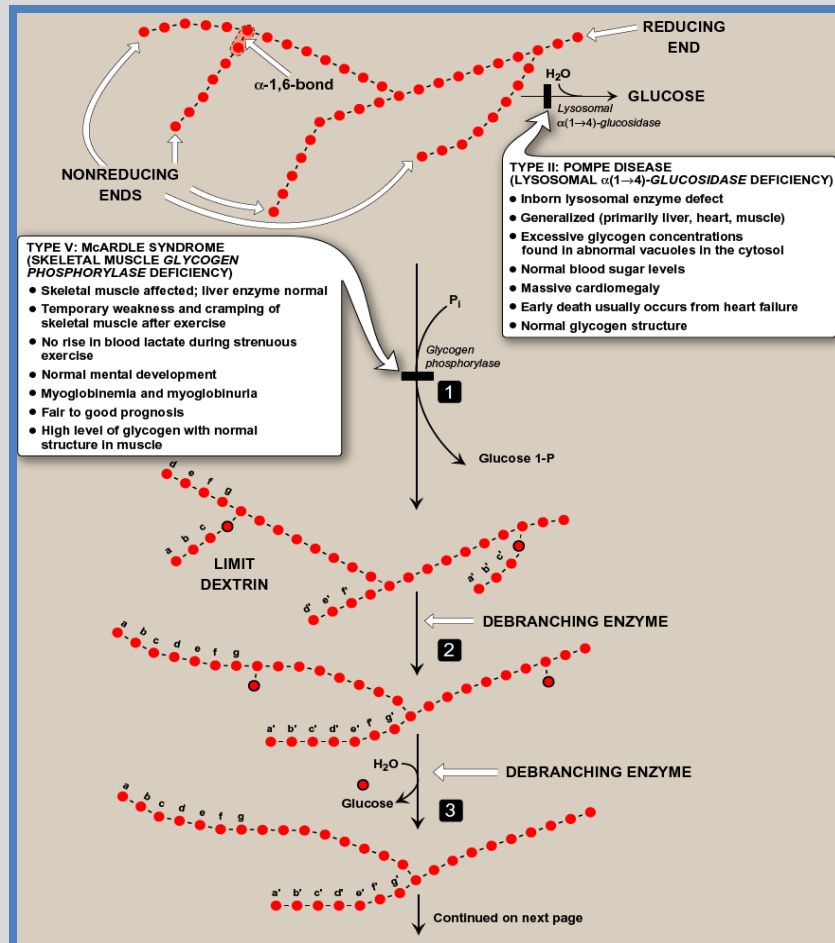 REDUCING
END
α-1,6-bond
H₂O
GLUCOSE
Lysosomal
α(1→4)-glucosidase
NONREDUCING
ENDS
TYPE II: POMPE DISEASE
(LYSOSOMAL α(1→4)-GLUCOSIDASE DEFICIENCY)
● Inborn lysosomal enzyme defect
● Generalized (primarily liver, heart, muscle)
● Excessive glycogen concentrations
found in abnormal vacuoles in the cytosol
● Normal blood sugar levels
● Massive cardiomegaly
● Early death usually occurs from heart failure
● Normal glycogen structure
TYPE V: McARDLE SYNDROME
(SKELETAL MUSCLE GLYCOGEN
PHOSPHORYLASE DEFICIENCY)
● Skeletal muscle affected; liver enzyme normal
● Temporary weakness and cramping of
skeletal muscle after exercise
● No rise in blood lactate during strenuous
exercise
● Normal mental development
● Myoglobinemia and myoglobinuria
● Fair to good prognosis
● High level of glycogen with normal
structure in muscle
Pi
Glycogen
phosphorylase
1
Glucose 1-P
d e f g
a b c
LIMIT
DEXTRIN
d' e' f'
a' b' c'
DEBRANCHING ENZYME
2
a b c d e f g
a' b' c' d' e' f' g'
H₂O
DEBRANCHING ENZYME
Glucose
3
a b c d e f g
a' b' c' d' e' f' g'
Continued on next page